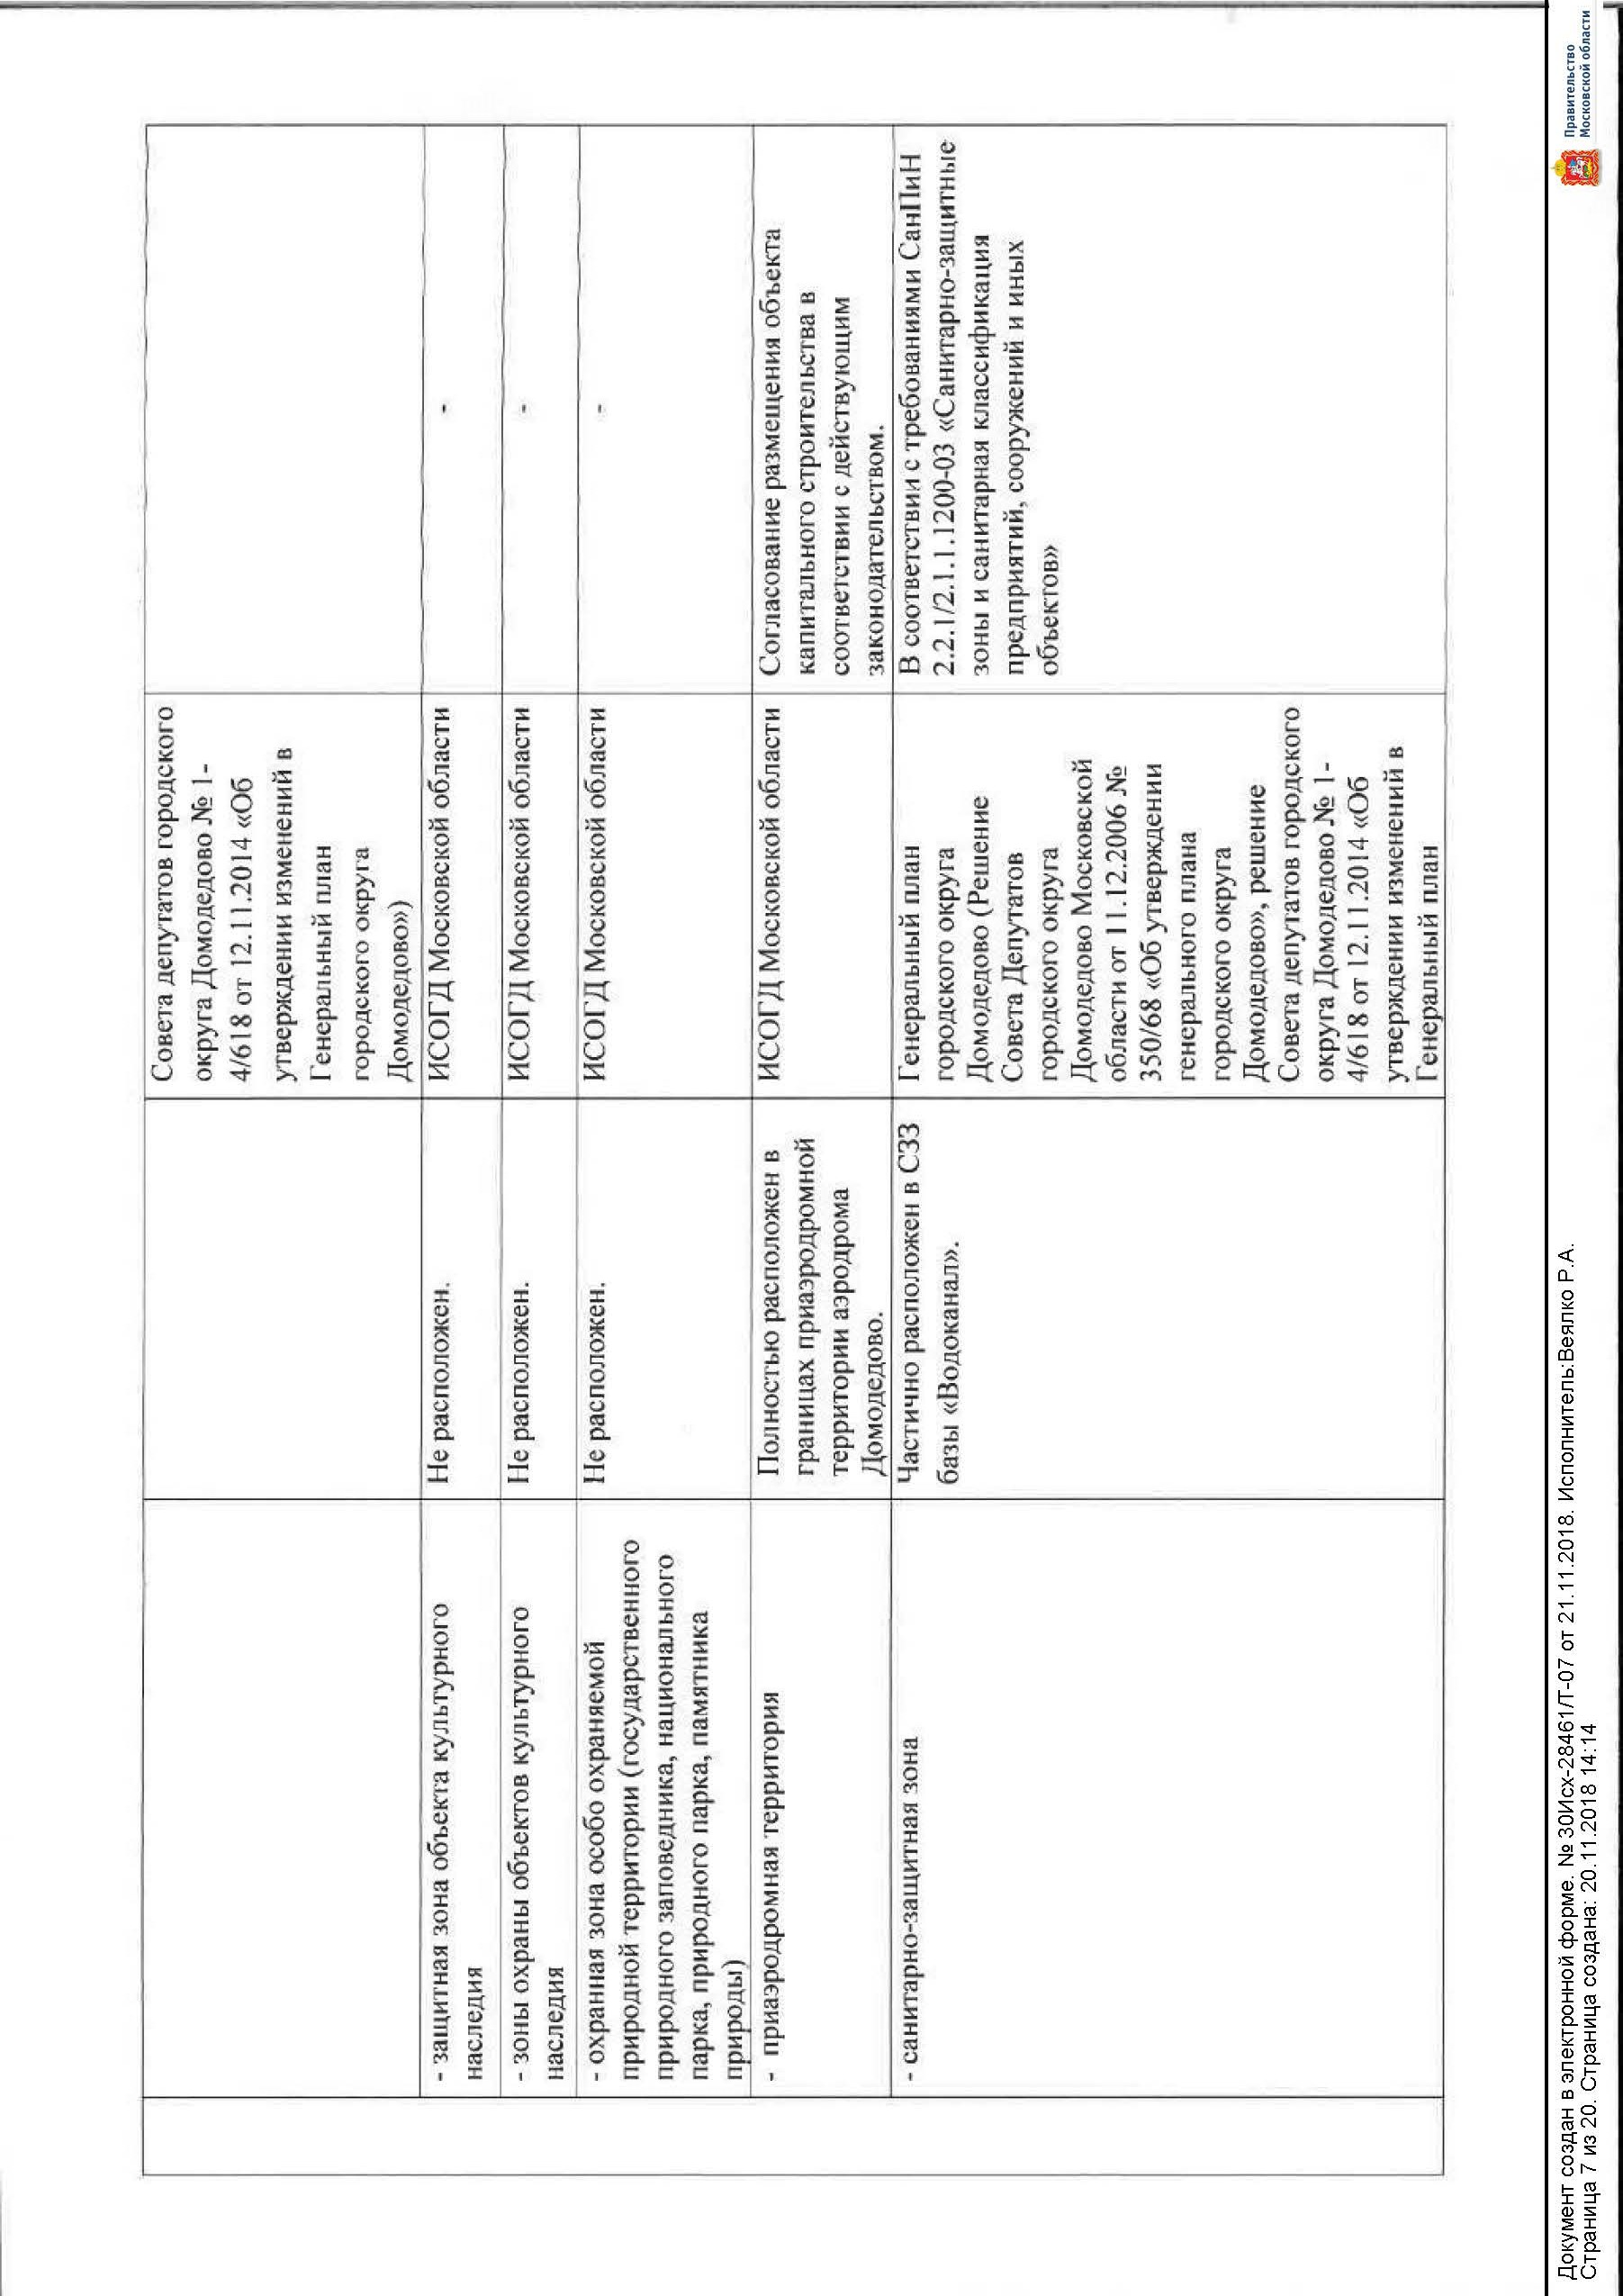 Совета депутатов городского
округа Домодедово № 1-
4/618 от 12.11.2014 «Об
утверждении изменений в
Генеральный план
городского округа
Домодедово»)
- защитная зона объекта культурного
наследия
Не расположен.
ИСОГД Московской области
-
- зоны охраны объектов культурного
наследия
Не расположен.
ИСОГД Московской области
-
- охранная зона особо охраняемой
природной территории (государственного
природного заповедника, национального
парка, природного парка, памятника
природы)
Не расположен.
ИСОГД Московской области
-
- приаэродромная территория
Полностью расположен в
границах приаэродромной
территории аэродрома
Домодедово.
ИСОГД Московской области
Согласование размещения объекта
капитального строительства в
соответствии с действующим
законодательством.
- санитарно-защитная зона
Частично расположен в СЗЗ
базы «Водоканал».
Генеральный план
городского округа
Домодедово (Решение
Совета Депутатов
городского округа
Домодедово Московской
области от 11.12.2006 №
350/68 «Об утверждении
генерального плана
городского округа
Домодедово», решение
Совета депутатов городского
округа Домодедово № 1-
4/618 от 12.11.2014 «Об
утверждении изменений в
Генеральный план
В соответствии с требованиями СанПиН
2.2.1/2.1.1.1200-03 «Санитарно-защитные
зоны и санитарная классификация
предприятий, сооружений и иных
объектов»
Документ создан в электронной форме. № 30Исх-28461/Т-07 от 21.11.2018. Исполнитель:Веялко Р.А.
Страница 7 из 20. Страница создана: 20.11.2018 14:14
Правительство
Московской области